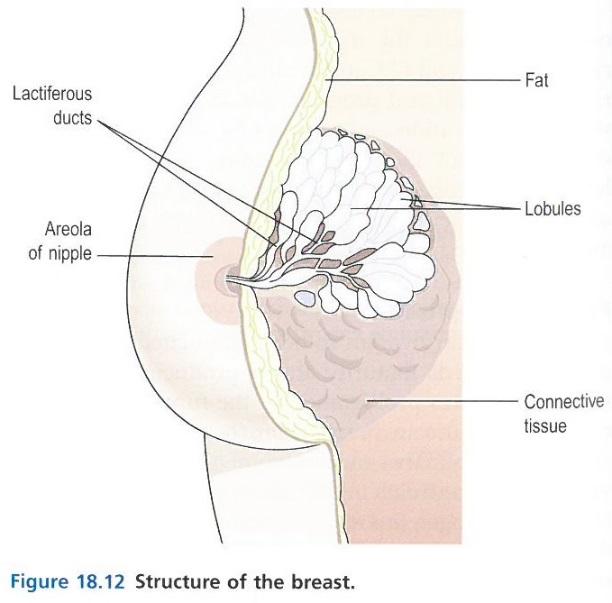 Fat
Lactiferous
ducts
Lobules
Areola
of nipple
Connective
tissue
Figure 18.12 Structure of the breast.